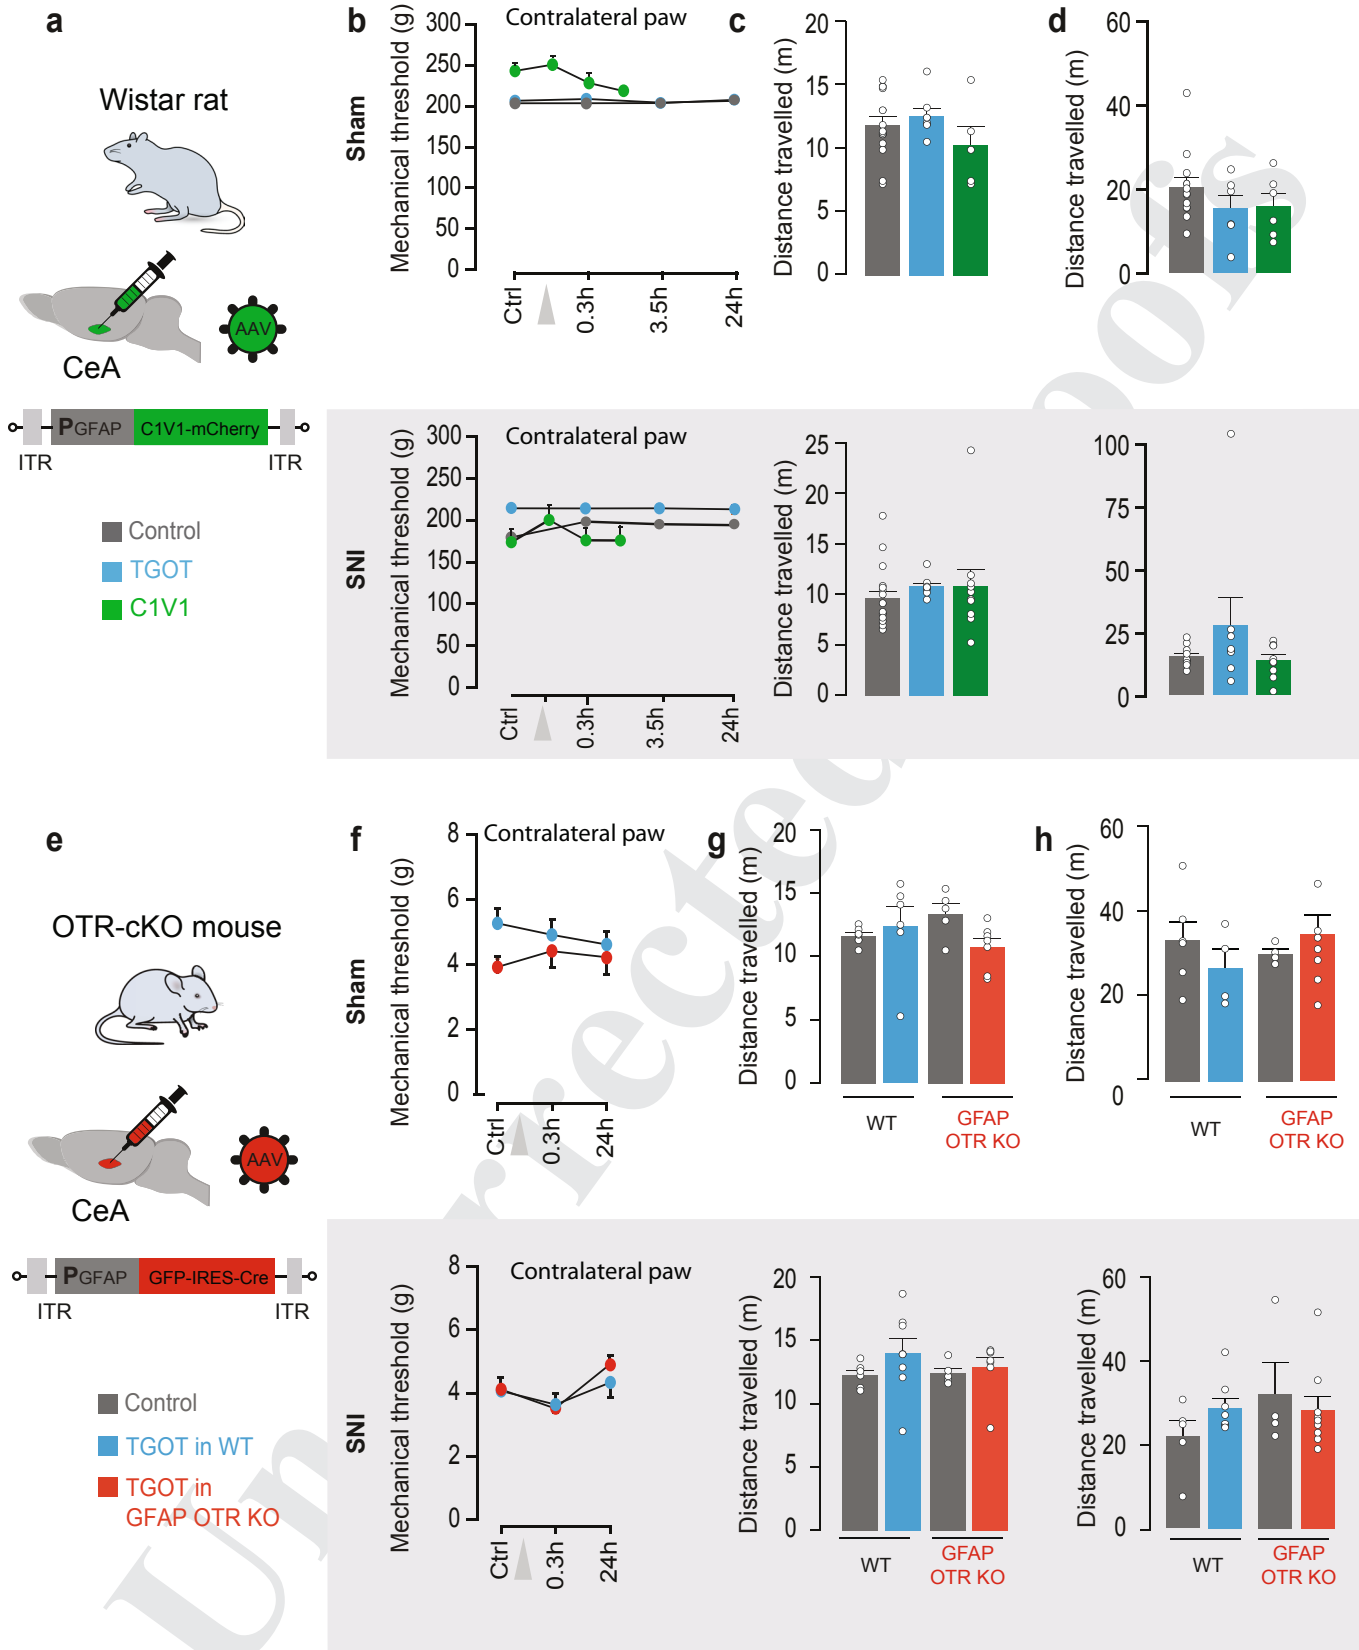 a
Wistar rat
AAV
CeA
PGFAP C1V1-mCherry
ITR ITR
Control
TGOT
C1V1
b
Sham
Contralateral paw
Mechanical threshold (g)
300
250
200
150
100
50
0
Ctrl 0.3h 3.5h 24h
c
Distance travelled (m)
20
15
10
5
0
d
Distance travelled (m)
60
40
20
0
SNI
Contralateral paw
Mechanical threshold (g)
300
250
200
150
100
50
0
Ctrl 0.3h 3.5h 24h
Distance travelled (m)
25
20
15
10
5
0
100
75
50
25
0
e
OTR-cKO mouse
AAV
CeA
PGFAP GFP-IRES-Cre
ITR ITR
Control
TGOT in WT
TGOT in
GFAP OTR KO
f
Sham
Contralateral paw
Mechanical threshold (g)
8
6
4
2
0
Ctrl 0.3h 24h
g
Distance travelled (m)
20
15
10
5
0
WT GFAP
OTR KO
h
Distance travelled (m)
60
40
20
0
WT GFAP
OTR KO
SNI
Contralateral paw
Mechanical threshold (g)
8
6
4
2
0
Ctrl 0.3h 24h
Distance travelled (m)
20
15
10
5
0
WT GFAP
OTR KO
Distance travelled (m)
60
40
20
0
WT GFAP
OTR KO